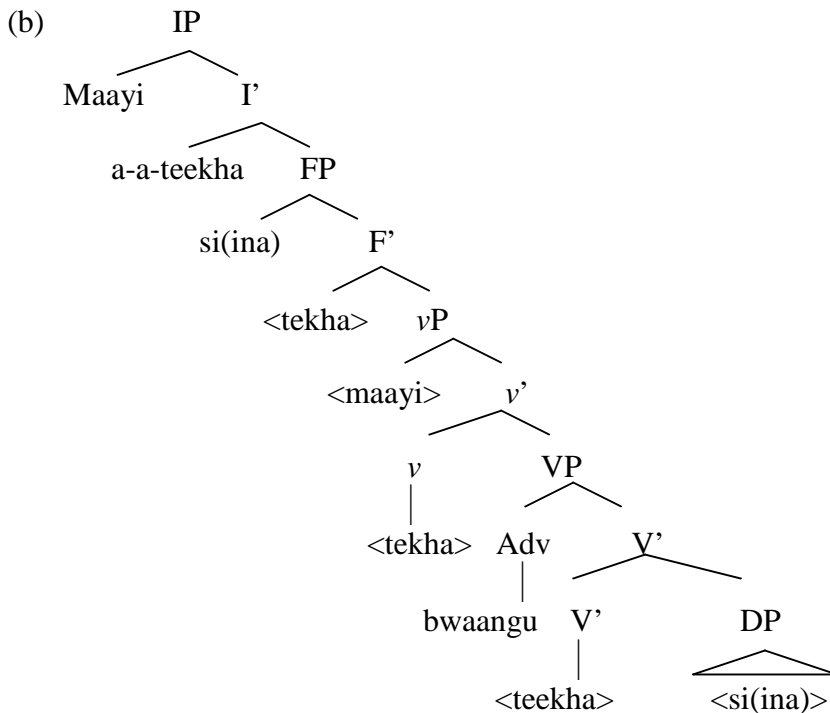 (b) IP
Maayi I’
a-a-teekha FP
si(ina) F’
<tekha> vP
<maayi> v’
v VP
<tekha> Adv V’
bwaangu V’ DP
<teekha> <si(ina)>